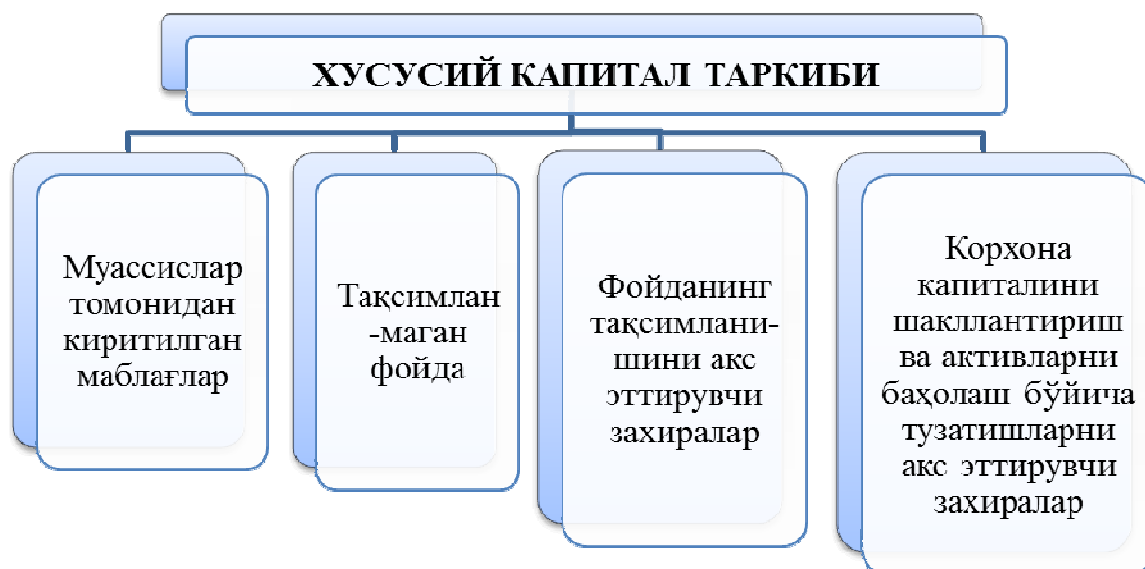 ХУСУСИЙ КАПИТАЛ ТАРКИБИ
Муассислар
томонидан
киритилган
маблағлар
Тақсимлан
-маган
фойда
Фойданинг
тақсимлани-
шини акс
эттирувчи
захиралар
Корхона
капиталини
шакллантириш
ва активларни
баҳолаш бўйича
тузатишларни
акс эттирувчи
захиралар